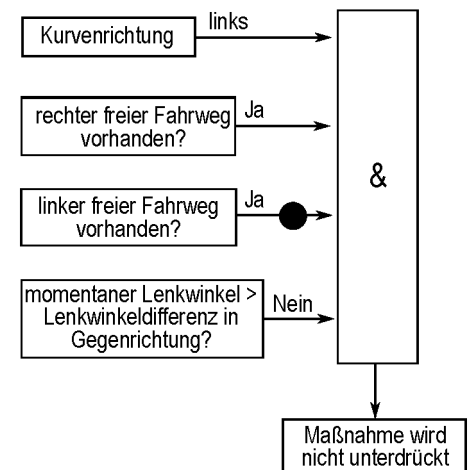 Kurvenrichtung
links
rechter freier Fahrweg
vorhanden?
Ja
linker freier Fahrweg
vorhanden?
Ja
momentaner Lenkwinkel >
Lenkwinkeldifferenz in
Gegenrichtung?
Nein
&
Maßnahme wird
nicht unterdrückt